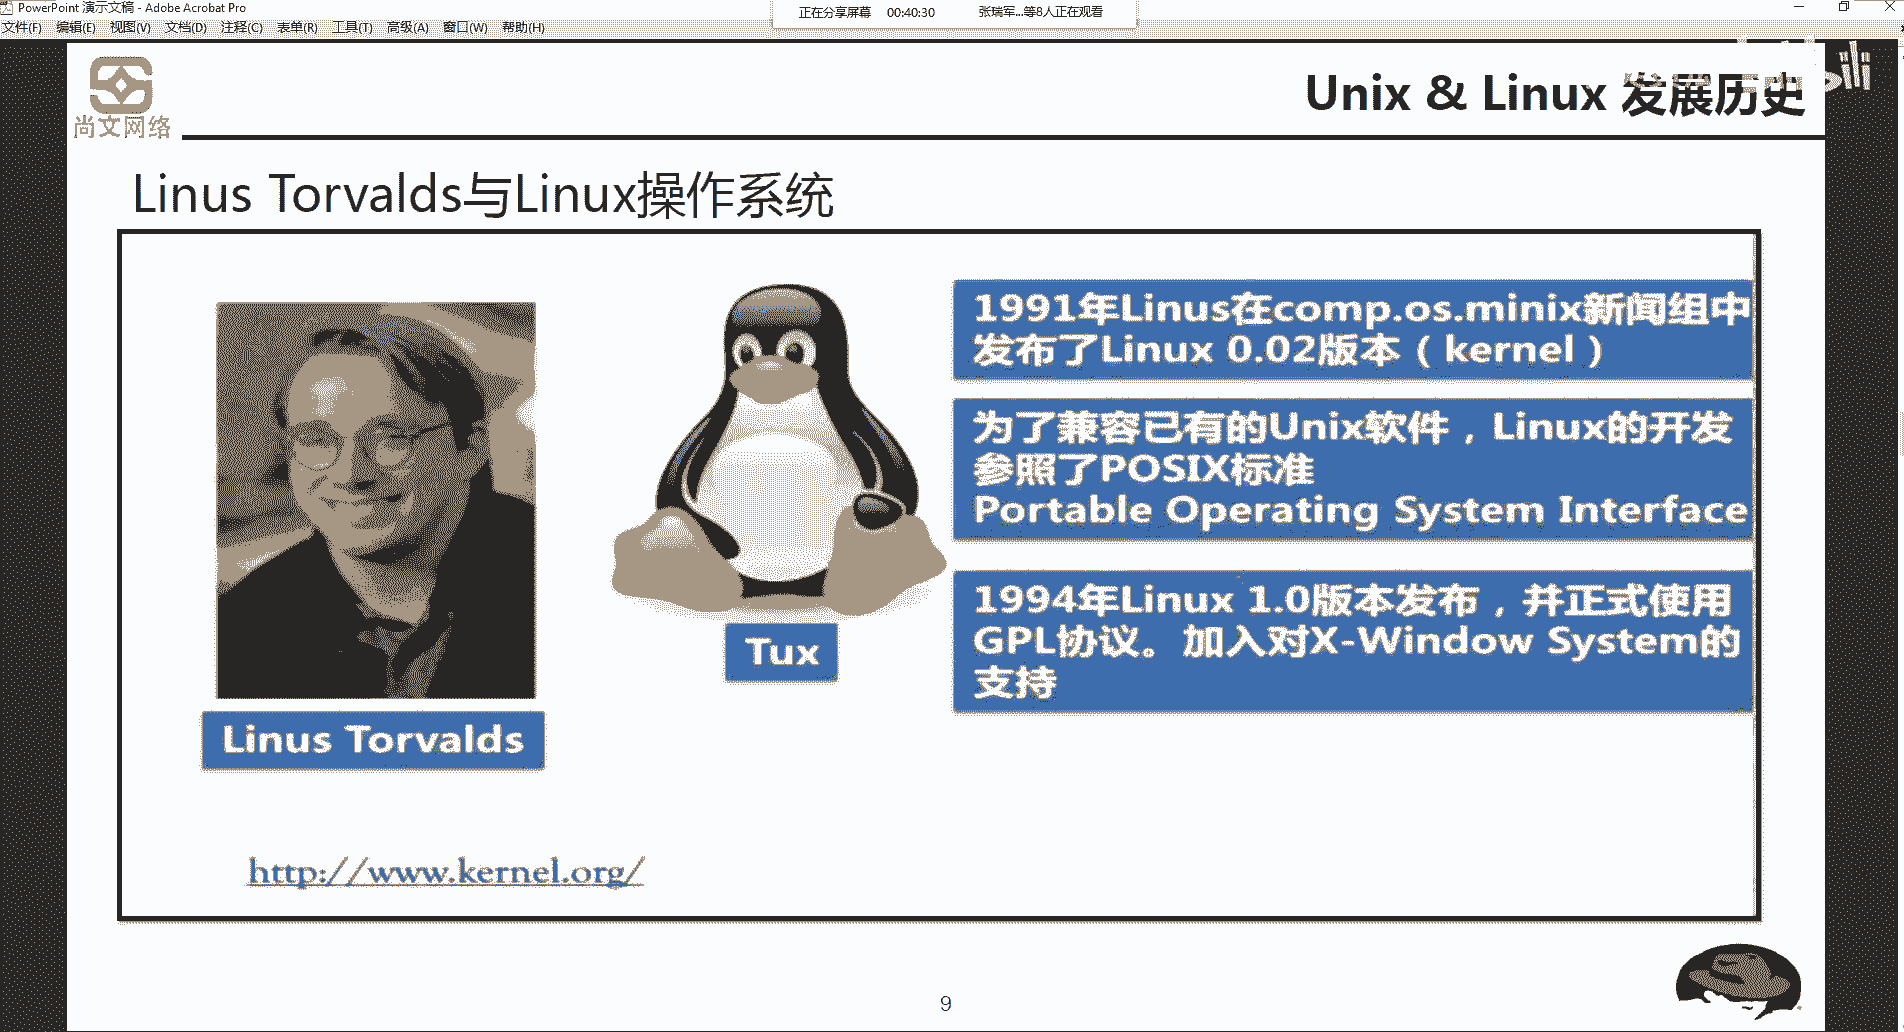 PowerPoint 演示文稿 - Adobe Acrobat Pro
正在分享屏幕 00:40:30 张瑞军...等8人正在观看
文件(F) 编辑(E) 视图(V) 文档(D) 注释(C) 表单(R) 工具(T) 高级(A) 窗口(W) 帮助(H)
尚文网络
Unix & Linux 发展历史
Linus Torvalds与Linux操作系统
1991年Linus在comp.os.minix新闻组中
发布了Linux 0.02版本（kernel）
为了兼容已有的Unix软件，Linux的开发
参照了POSIX标准
Portable Operating System Interface
1994年Linux 1.0版本发布，并正式使用
GPL协议。加入对X-Window System的
支持
Tux
Linus Torvalds
http://www.kernel.org/
9